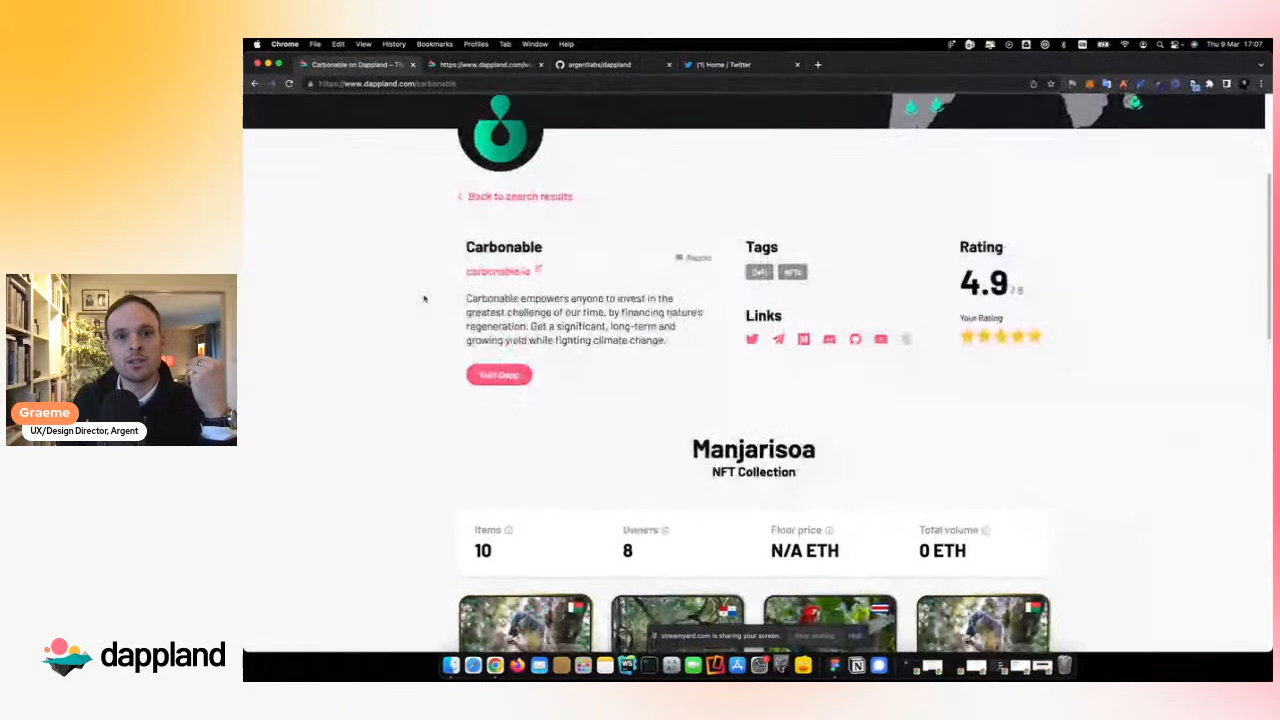 Chrome File Edit View History Bookmarks Profiles Tab Window Help
Thu 9 Mar 17:07
Carbonable on Dappland – Th
https://www.dappland.com/w
argentlabs/dappland
(1) Home / Twitter
https://www.dappland.com/carbonable
Back to search results
Carbonable
carbonable.io
Carbonable empowers anyone to invest in the
greatest challenge of our time, by financing nature's
regeneration. Get a significant, long-term and
growing yield while fighting climate change.
Visit Dapp
Tags
DeFi NFTs
Links
Rating
4.9 / 5
Your Rating
Manjarisoa
NFT Collection
Items
10
Owners
8
Floor price
N/A ETH
Total volume
0 ETH
streamyard.com is sharing your screen. Stop sharing Hide
Graeme
UX/Design Director, Argent
dappland